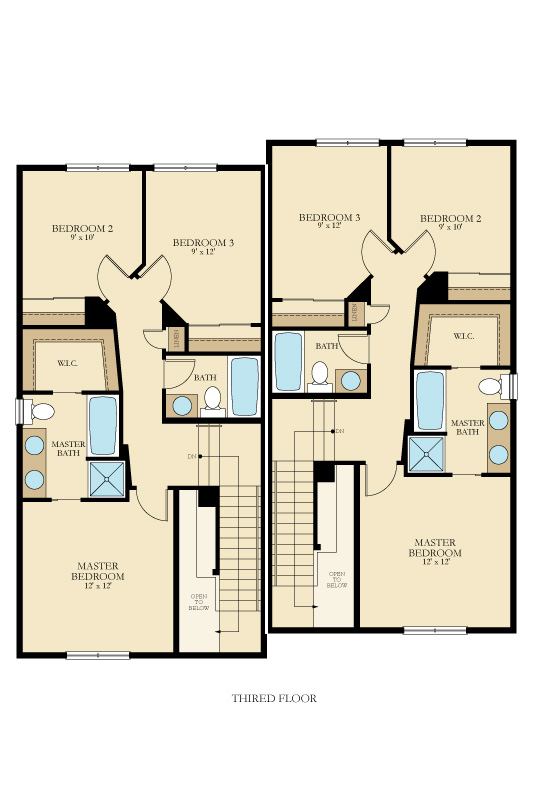 BEDROOM 2
9' x 10'
BEDROOM 3
9' x 12'
LINEN
W.I.C.
BATH
MASTER
BATH
DN
MASTER
BEDROOM
12' x 12'
OPEN
TO
BELOW
BEDROOM 3
9' x 12'
BEDROOM 2
9' x 10'
LINEN
BATH
W.I.C.
MASTER
BATH
DN
MASTER
BEDROOM
12' x 12'
OPEN
TO
BELOW
THIRED FLOOR